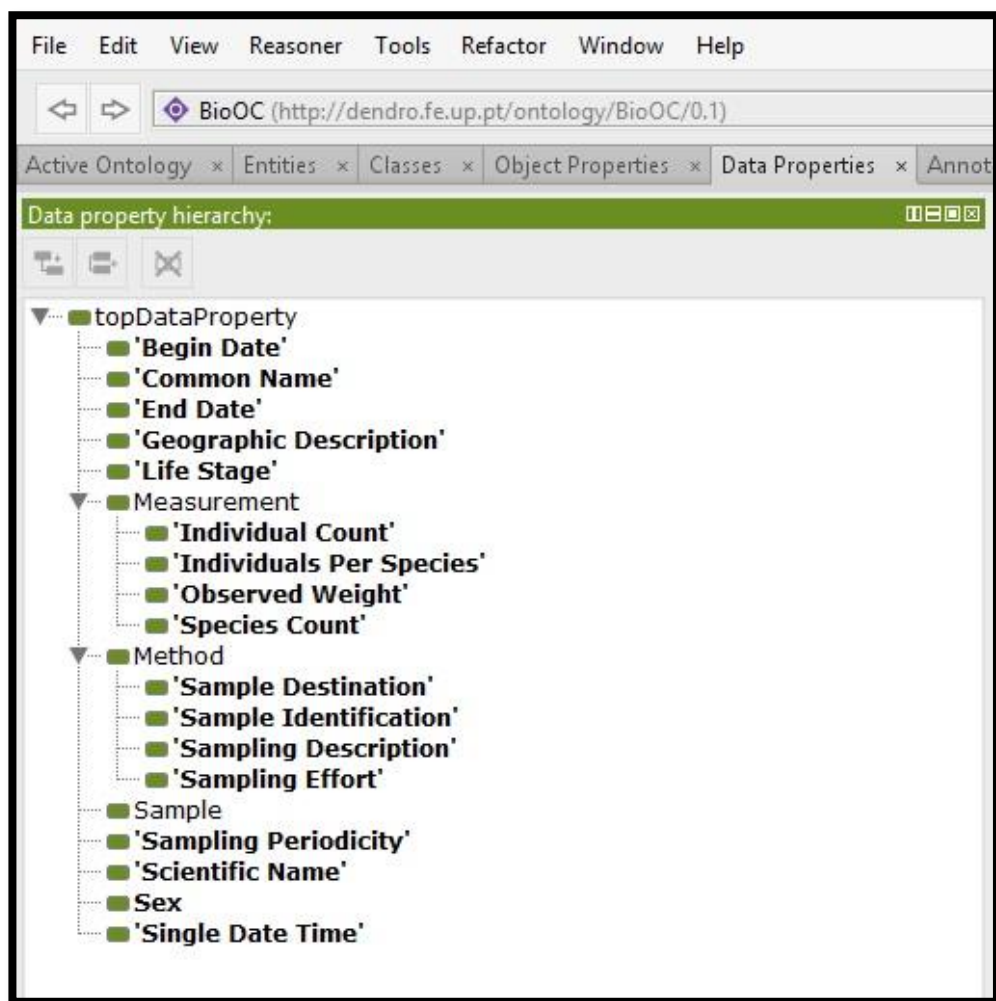 File Edit View Reasoner Tools Refactor Window Help
BioOC (http://dendro.fe.up.pt/ontology/BioOC/0.1)
Active Ontology × Entities × Classes × Object Properties × Data Properties × Annot
Data property hierarchy:
topDataProperty
'Begin Date'
'Common Name'
'End Date'
'Geographic Description'
'Life Stage'
Measurement
'Individual Count'
'Individuals Per Species'
'Observed Weight'
'Species Count'
Method
'Sample Destination'
'Sample Identification'
'Sampling Description'
'Sampling Effort'
Sample
'Sampling Periodicity'
'Scientific Name'
Sex
'Single Date Time'